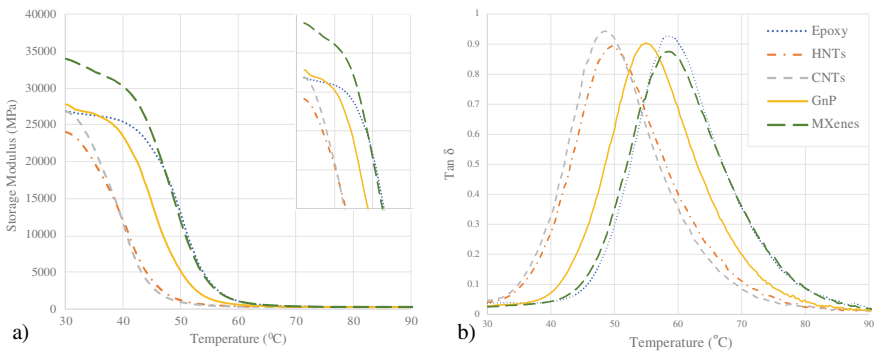 40000
35000
30000
25000
20000
15000
10000
5000
0
30 40 50 60 70 80 90
Storage Modulus (MPa)
Temperature (⁰C)
a)
1
0.9
0.8
0.7
0.6
0.5
0.4
0.3
0.2
0.1
0
30 40 50 60 70 80 90
Tan δ
Temperature (°C)
b)
Epoxy
HNTs
CNTs
GnP
MXenes